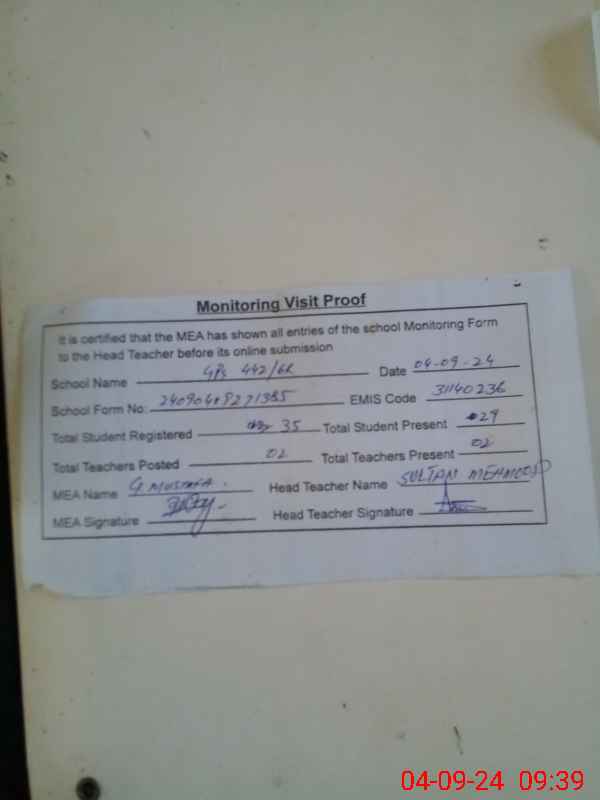 Monitoring Visit Proof
It is certified that the MEA has shown all entries of the school Monitoring Form
to the Head Teacher before its online submission
School Name GPS 442/6R Date 04-09-24
School Form No: EMIS Code 31140236
Total Student Registered 35 Total Student Present 29
Total Teachers Posted 02 Total Teachers Present 02
MEA Name G Mustafa. Head Teacher Name SULTAN MEHMOOD
MEA Signature Head Teacher Signature
04-09-24 09:39